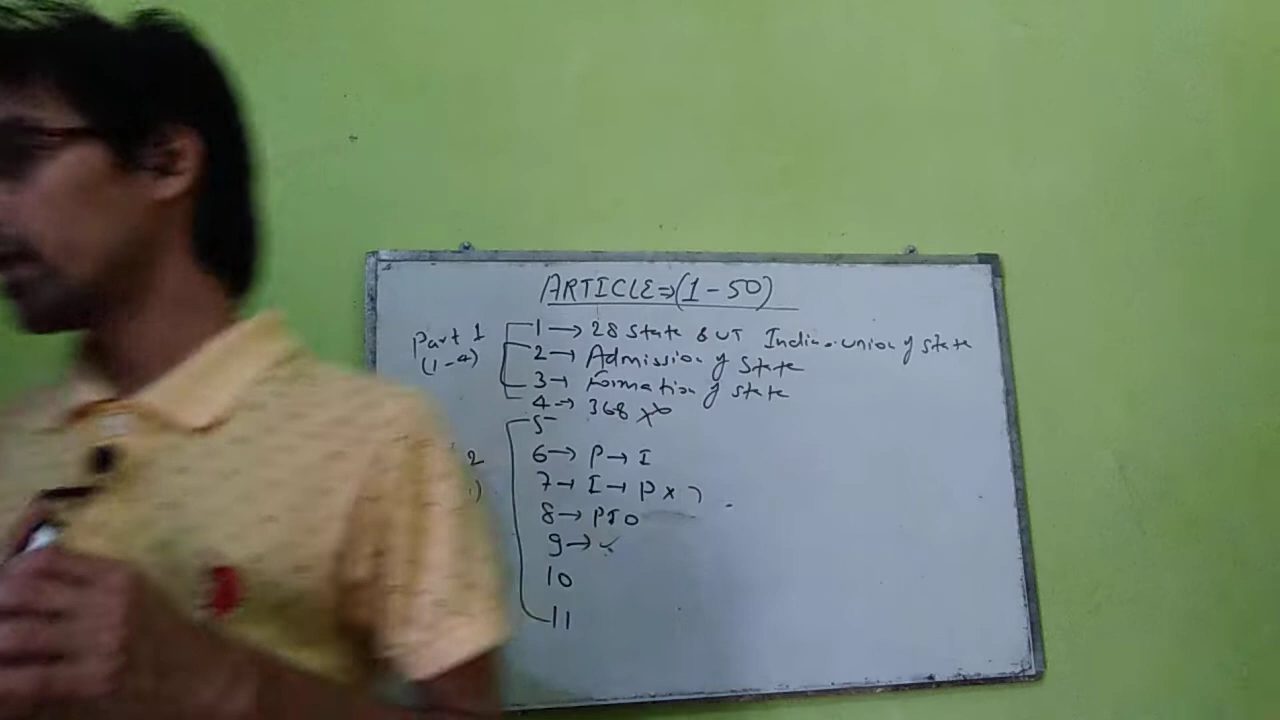 ARTICLE⇒(1-50)
Part 1
(1-4)
1 → 28 State & UT India.union of state
2 → Admission of state
3 → Formation of state
4 → 368 X
5
2
6 → P → I
)
7 → I → P x
8 → PIO
9 →
10
11